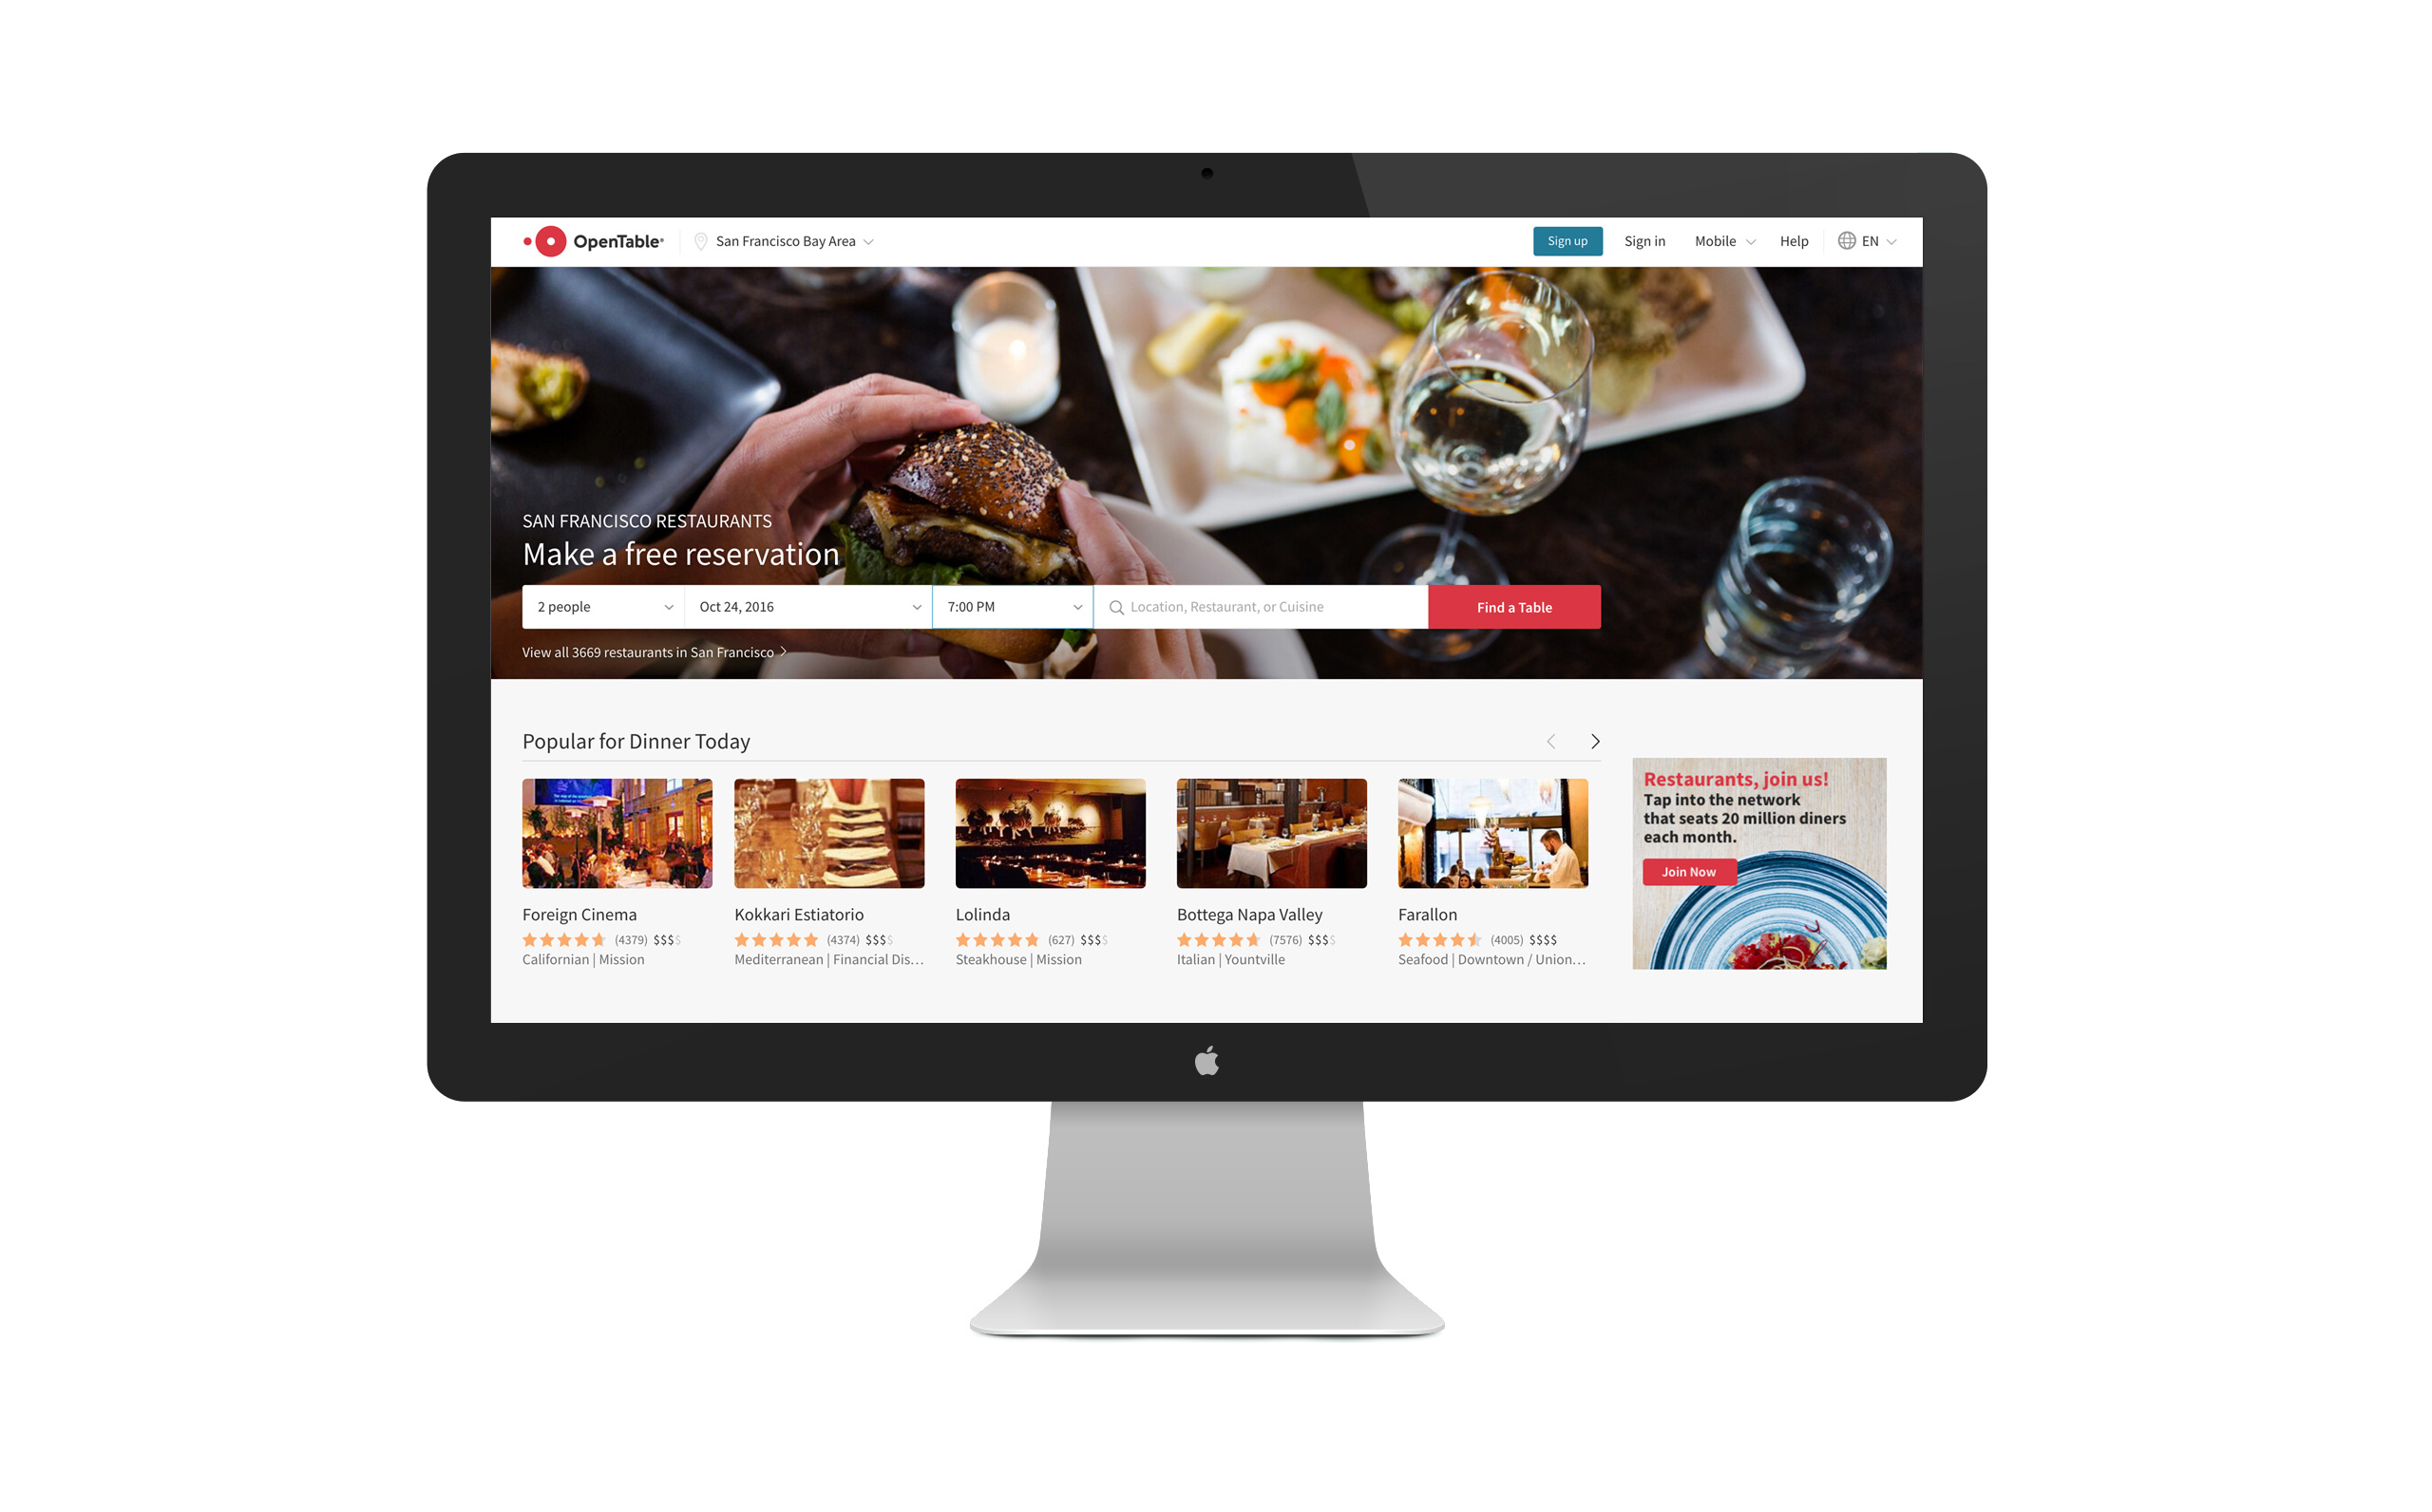 OpenTable®
San Francisco Bay Area
Sign up
Sign in
Mobile
Help
EN
SAN FRANCISCO RESTAURANTS
Make a free reservation
2 people
Oct 24, 2016
7:00 PM
Location, Restaurant, or Cuisine
Find a Table
View all 3669 restaurants in San Francisco >
Popular for Dinner Today
Foreign Cinema
(4379) $$$$
Californian | Mission
Kokkari Estiatorio
(4374) $$$$
Mediterranean | Financial Dis...
Lolinda
(627) $$$$
Steakhouse | Mission
Bottega Napa Valley
(7576) $$$$
Italian | Yountville
Farallon
(4005) $$$$
Seafood | Downtown / Union...
Restaurants, join us!
Tap into the network
that seats 20 million diners
each month.
Join Now